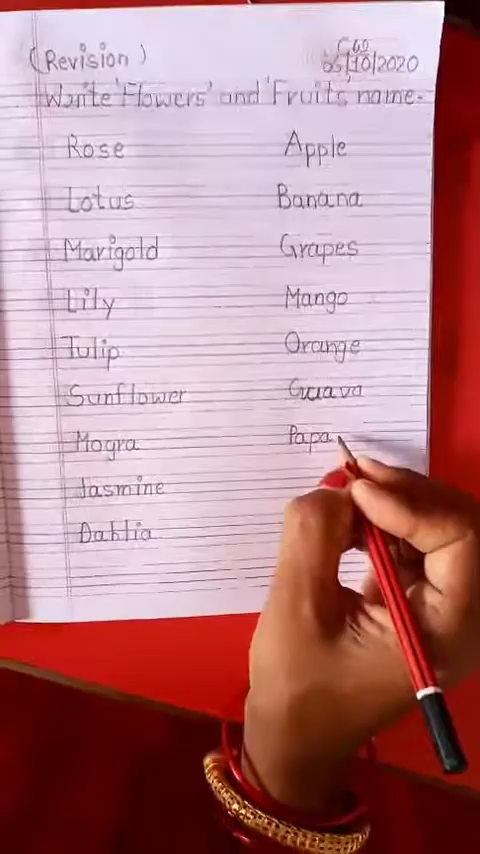 (Revision)
C.W
05/10/2020
Write 'Flowers' and 'Fruits' name.
Rose Apple
Lotus Banana
Marigold Grapes
Lily Mango
Tulip Orange
Sunflower Guava
Mogra Papa
Jasmine
Dahlia